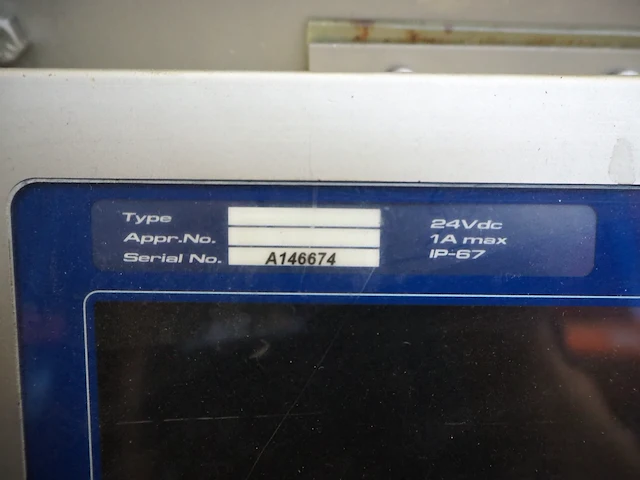 Type
Appr.No.
Serial No. A146674
24Vdc
1A max
IP-67